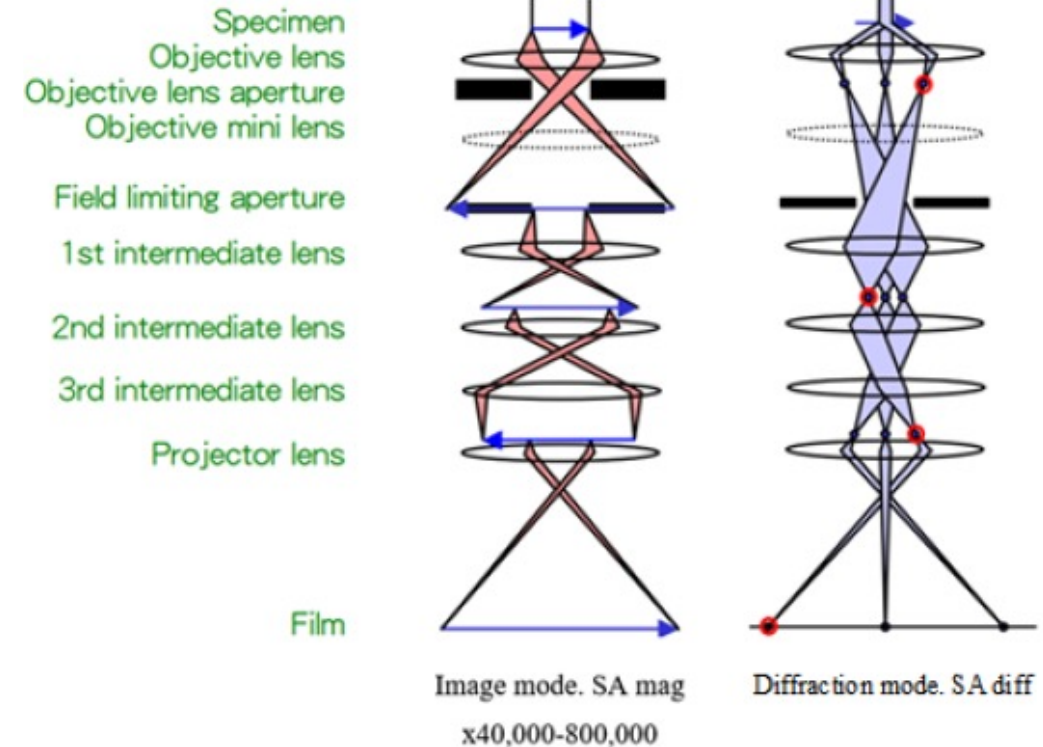 Specimen
Objective lens
Objective lens aperture
Objective mini lens
Field limiting aperture
1st intermediate lens
2nd intermediate lens
3rd intermediate lens
Projector lens
Film
Image mode. SA mag
x40,000-800,000
Diffraction mode. SA diff